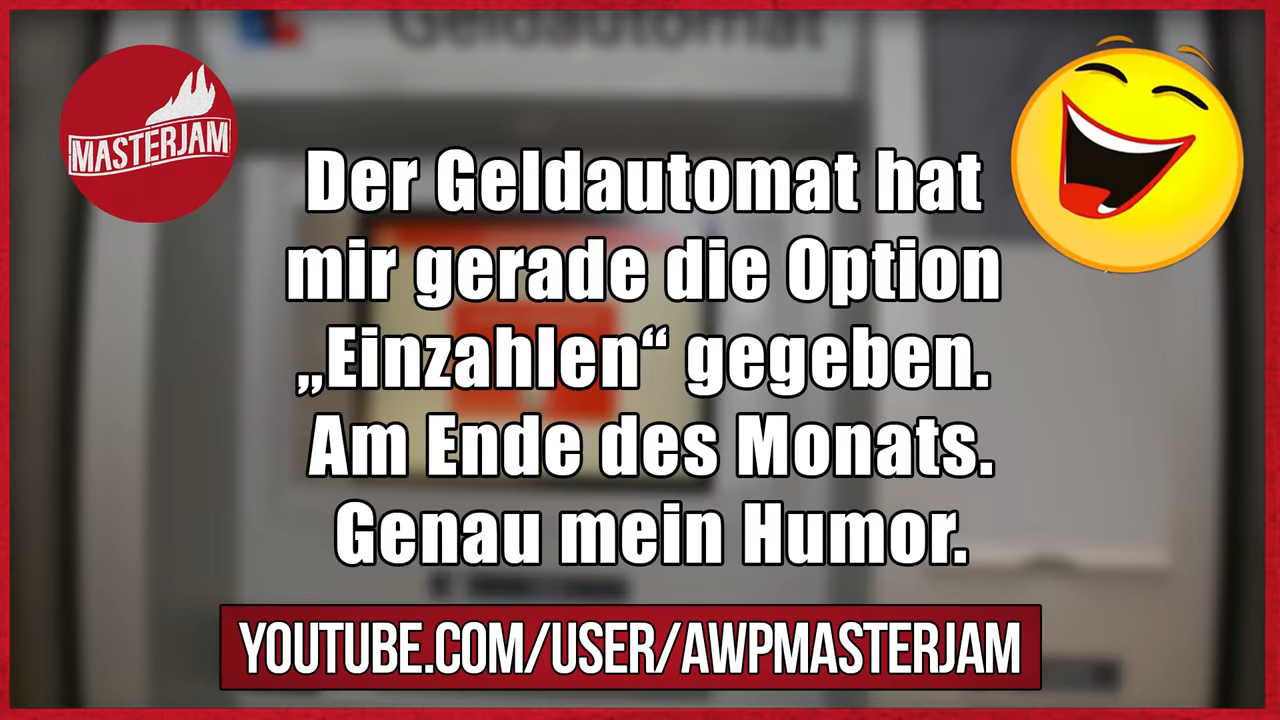 Geldautomat
MASTERJAM
Der Geldautomat hat
mir gerade die Option
„Einzahlen“ gegeben.
Am Ende des Monats.
Genau mein Humor.
YOUTUBE.COM/USER/AWPMASTERJAM